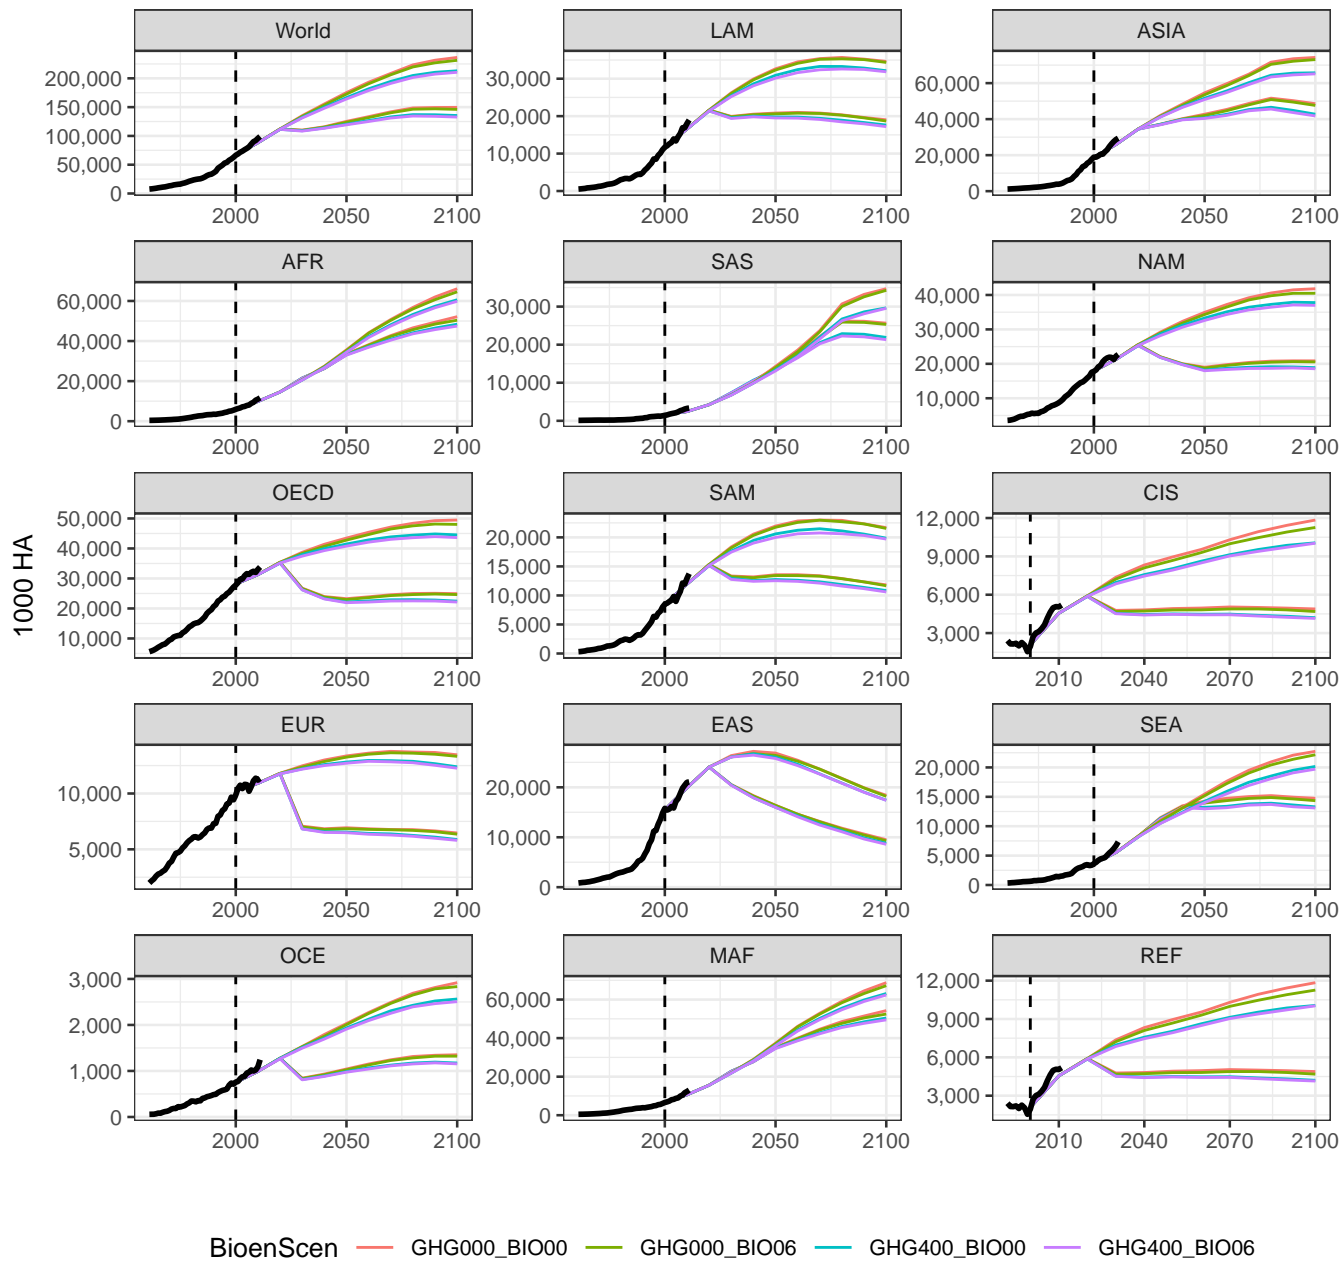 World
LAM
ASIA
200,000
150,000
100,000
50,000
0
2000 2050 2100
30,000
20,000
10,000
0
2000 2050 2100
60,000
40,000
20,000
0
2000 2050 2100
AFR
SAS
NAM
60,000
40,000
20,000
0
2000 2050 2100
30,000
20,000
10,000
0
2000 2050 2100
40,000
30,000
20,000
10,000
2000 2050 2100
OECD
SAM
CIS
50,000
40,000
30,000
20,000
10,000
2000 2050 2100
20,000
15,000
10,000
5,000
0
2000 2050 2100
12,000
9,000
6,000
3,000
2010 2040 2070 2100
1000 HA
EUR
EAS
SEA
10,000
5,000
2000 2050 2100
20,000
10,000
0
2000 2050 2100
20,000
15,000
10,000
5,000
0
2000 2050 2100
OCE
MAF
REF
3,000
2,000
1,000
0
2000 2050 2100
60,000
40,000
20,000
0
2000 2050 2100
12,000
9,000
6,000
3,000
2010 2040 2070 2100
BioenScen GHG000_BIO00 GHG000_BIO06 GHG400_BIO00 GHG400_BIO06